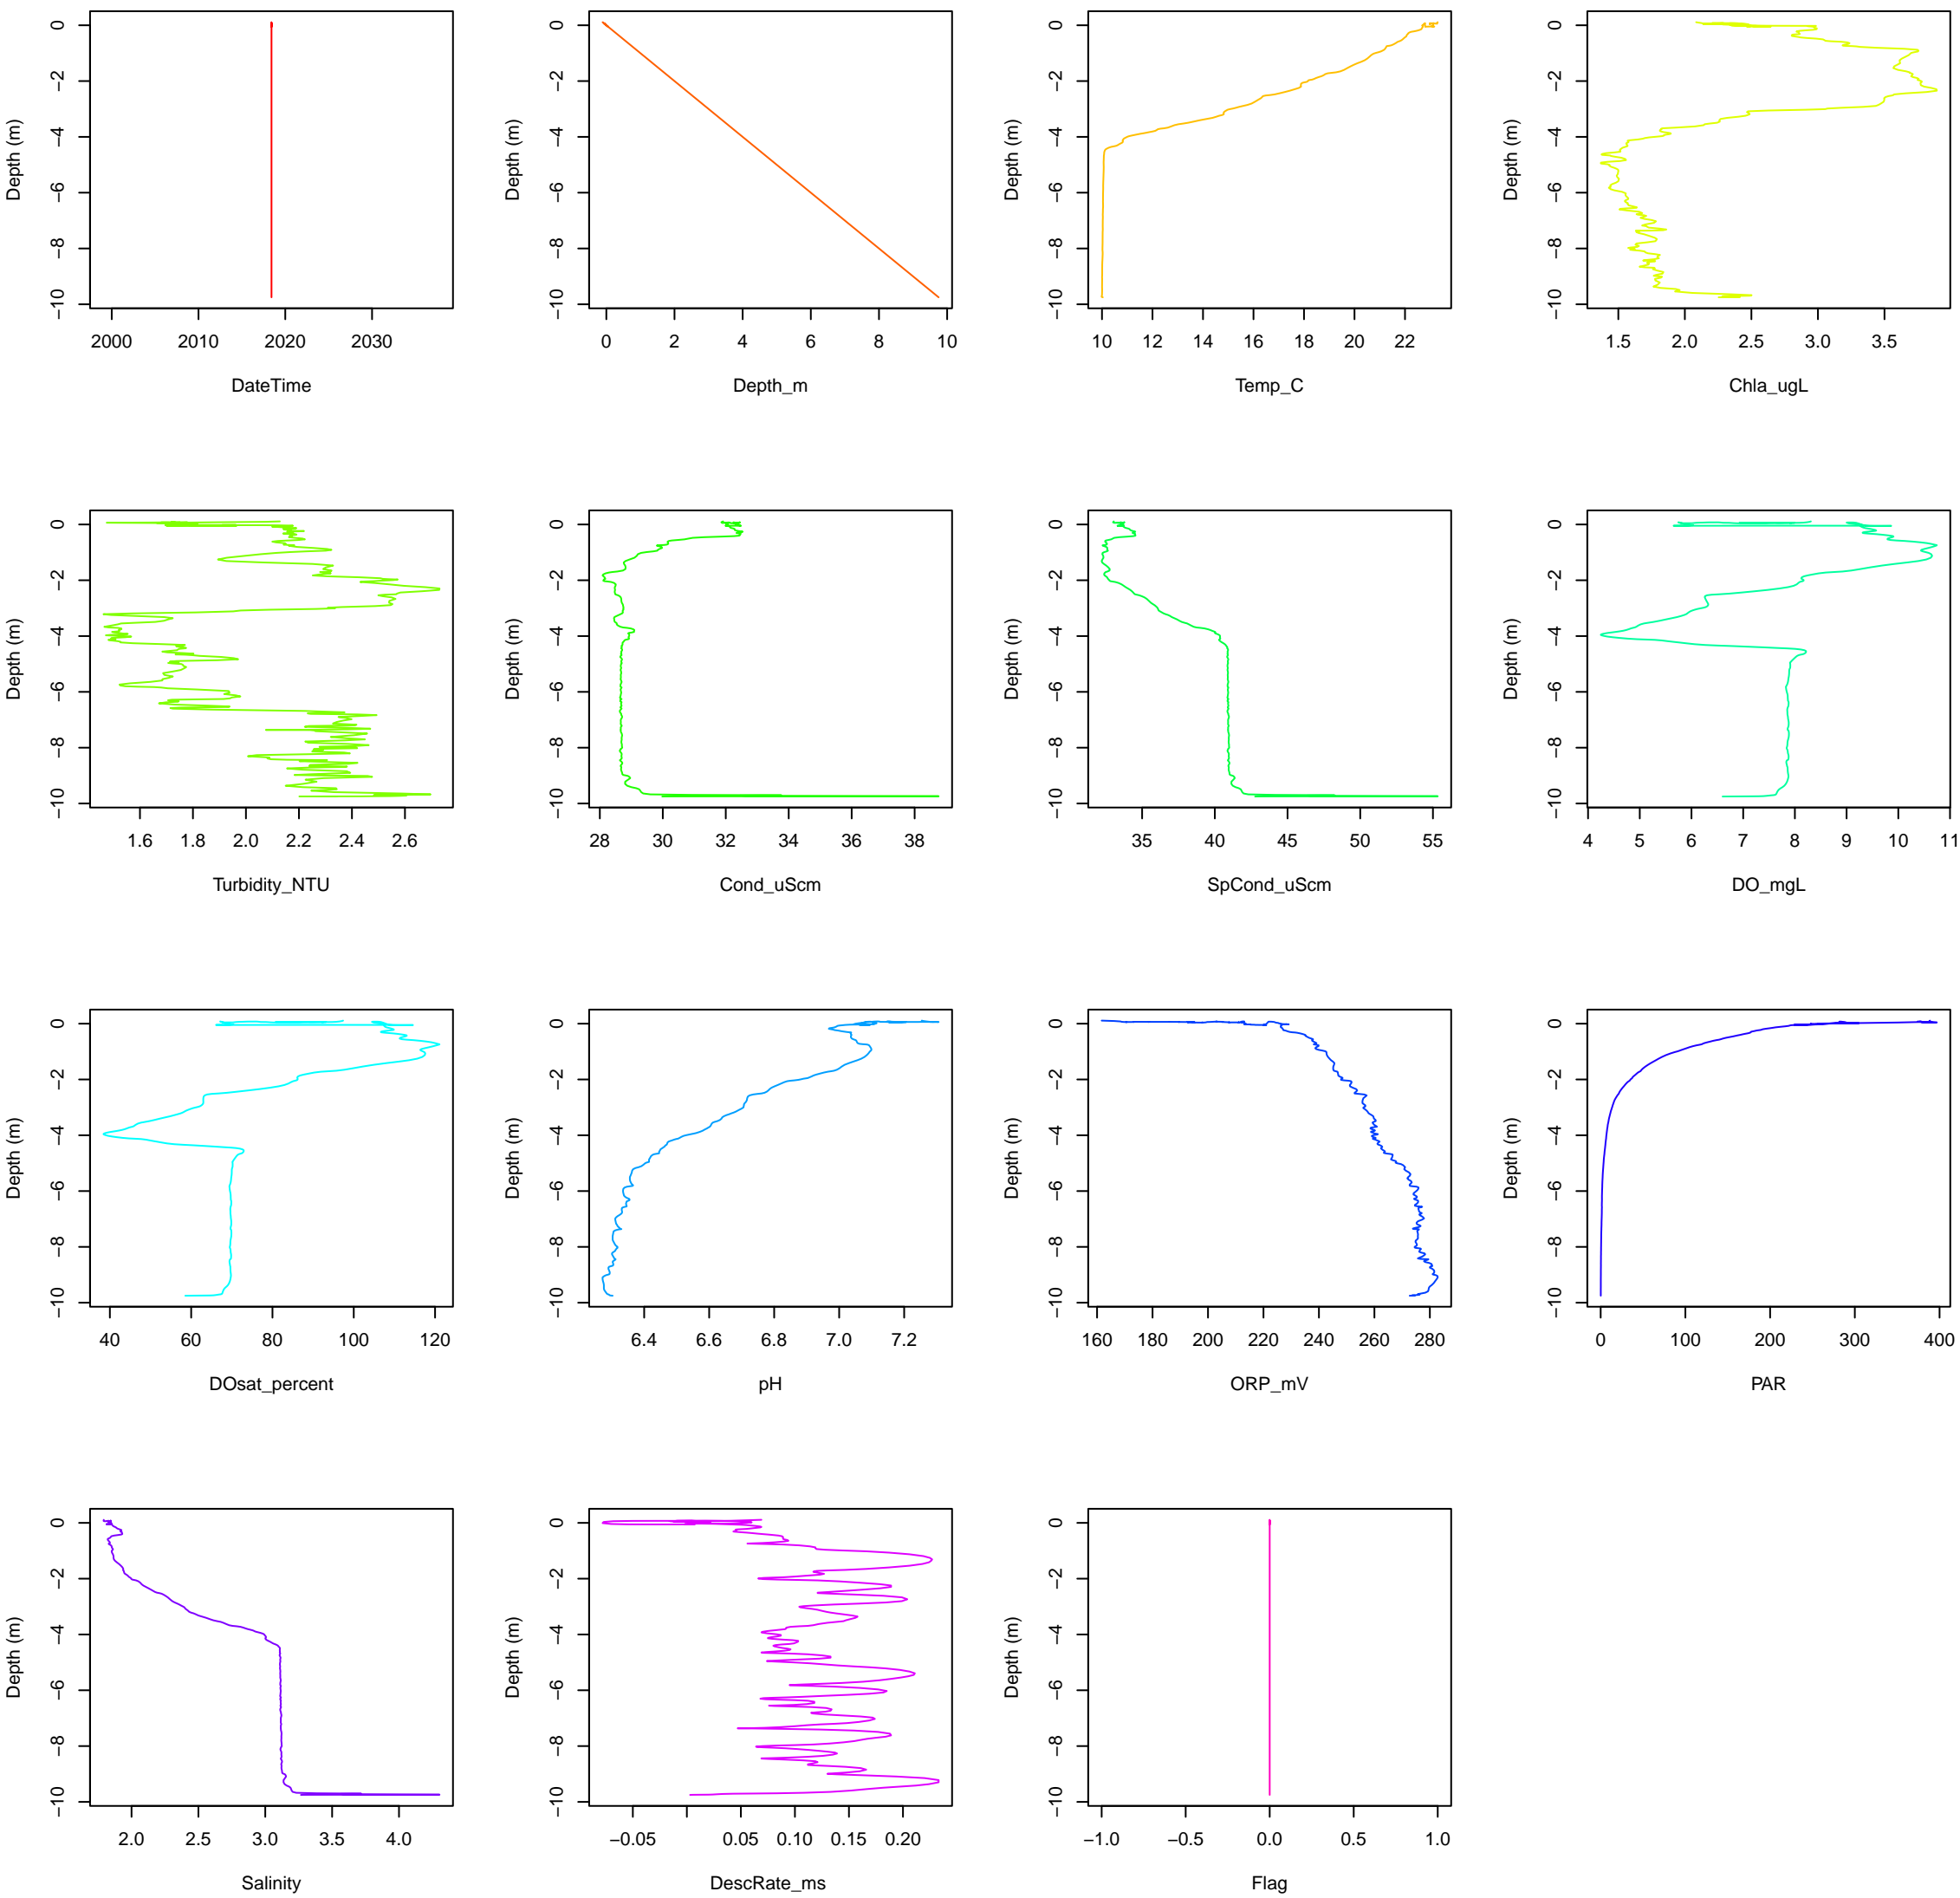 0
−2
−4
−6
−8
−10
Depth (m)
2000 2010 2020 2030
DateTime
0
−2
−4
−6
−8
−10
Depth (m)
0 2 4 6 8 10
Depth_m
0
−2
−4
−6
−8
−10
Depth (m)
10 12 14 16 18 20 22
Temp_C
0
−2
−4
−6
−8
−10
Depth (m)
1.5 2.0 2.5 3.0 3.5
Chla_ugL
0
−2
−4
−6
−8
−10
Depth (m)
1.6 1.8 2.0 2.2 2.4 2.6
Turbidity_NTU
0
−2
−4
−6
−8
−10
Depth (m)
28 30 32 34 36 38
Cond_uScm
0
−2
−4
−6
−8
−10
Depth (m)
35 40 45 50 55
SpCond_uScm
0
−2
−4
−6
−8
−10
Depth (m)
4 5 6 7 8 9 10 11
DO_mgL
0
−2
−4
−6
−8
−10
Depth (m)
40 60 80 100 120
DOsat_percent
0
−2
−4
−6
−8
−10
Depth (m)
6.4 6.6 6.8 7.0 7.2
pH
0
−2
−4
−6
−8
−10
Depth (m)
160 180 200 220 240 260 280
ORP_mV
0
−2
−4
−6
−8
−10
Depth (m)
0 100 200 300 400
PAR
0
−2
−4
−6
−8
−10
Depth (m)
2.0 2.5 3.0 3.5 4.0
Salinity
0
−2
−4
−6
−8
−10
Depth (m)
−0.05 0.05 0.10 0.15 0.20
DescRate_ms
0
−2
−4
−6
−8
−10
Depth (m)
−1.0 −0.5 0.0 0.5 1.0
Flag